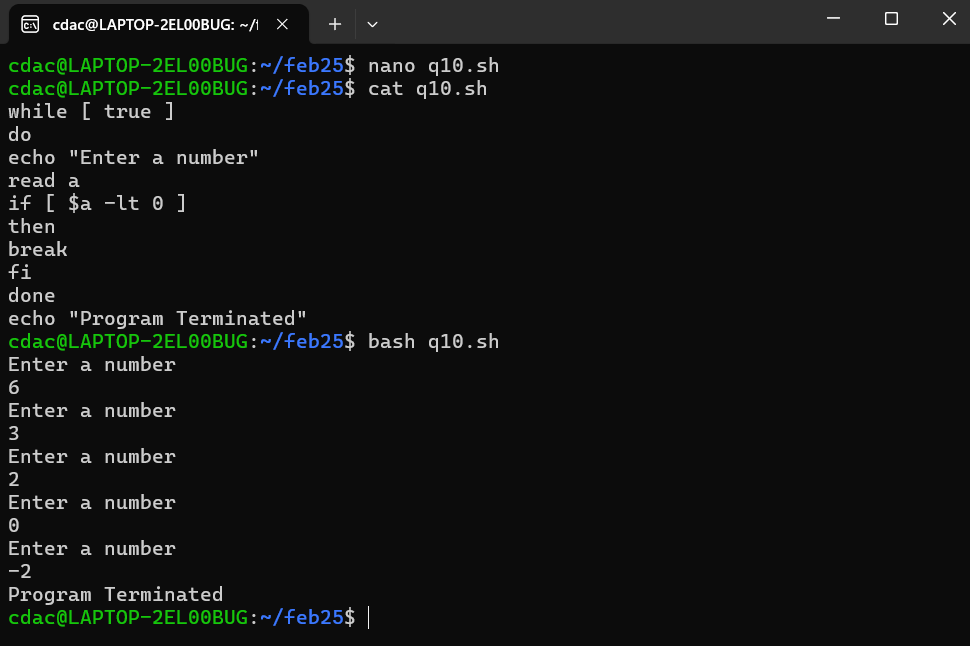 cdac@LAPTOP-2EL00BUG: ~/f
cdac@LAPTOP-2EL00BUG:~/feb25$ nano q10.sh
cdac@LAPTOP-2EL00BUG:~/feb25$ cat q10.sh
while [ true ]
do
echo "Enter a number"
read a
if [ $a -lt 0 ]
then
break
fi
done
echo "Program Terminated"
cdac@LAPTOP-2EL00BUG:~/feb25$ bash q10.sh
Enter a number
6
Enter a number
3
Enter a number
2
Enter a number
0
Enter a number
-2
Program Terminated
cdac@LAPTOP-2EL00BUG:~/feb25$